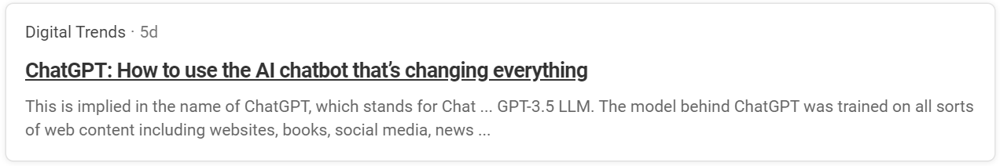 Digital Trends · 5d
ChatGPT: How to use the AI chatbot that’s changing everything
This is implied in the name of ChatGPT, which stands for Chat ... GPT-3.5 LLM. The model behind ChatGPT was trained on all sorts
of web content including websites, books, social media, news ...